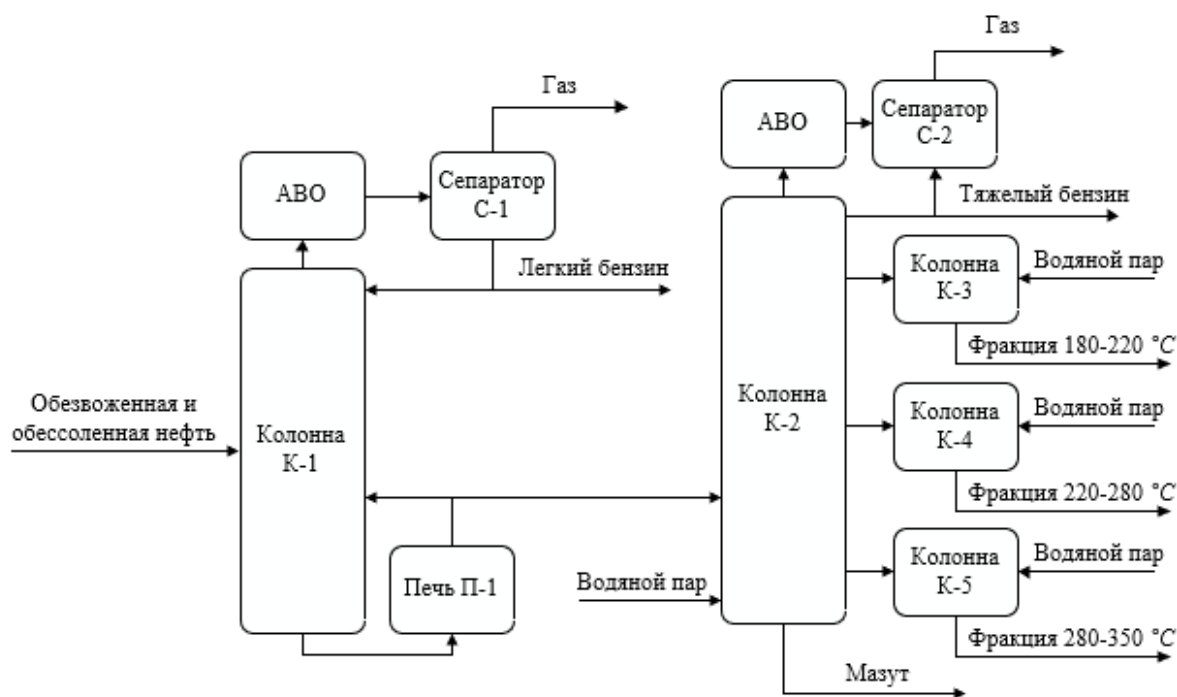 Газ
АВО
Сепаратор
С-1
Легкий бензин
Обезвоженная и
обессоленная нефть
Колонна
К-1
Печь П-1
Газ
АВО
Сепаратор
С-2
Тяжелый бензин
Колонна
К-2
Колонна
К-3
Водяной пар
Фракция 180-220 °C
Колонна
К-4
Водяной пар
Фракция 220-280 °C
Колонна
К-5
Водяной пар
Фракция 280-350 °C
Водяной пар
Мазут